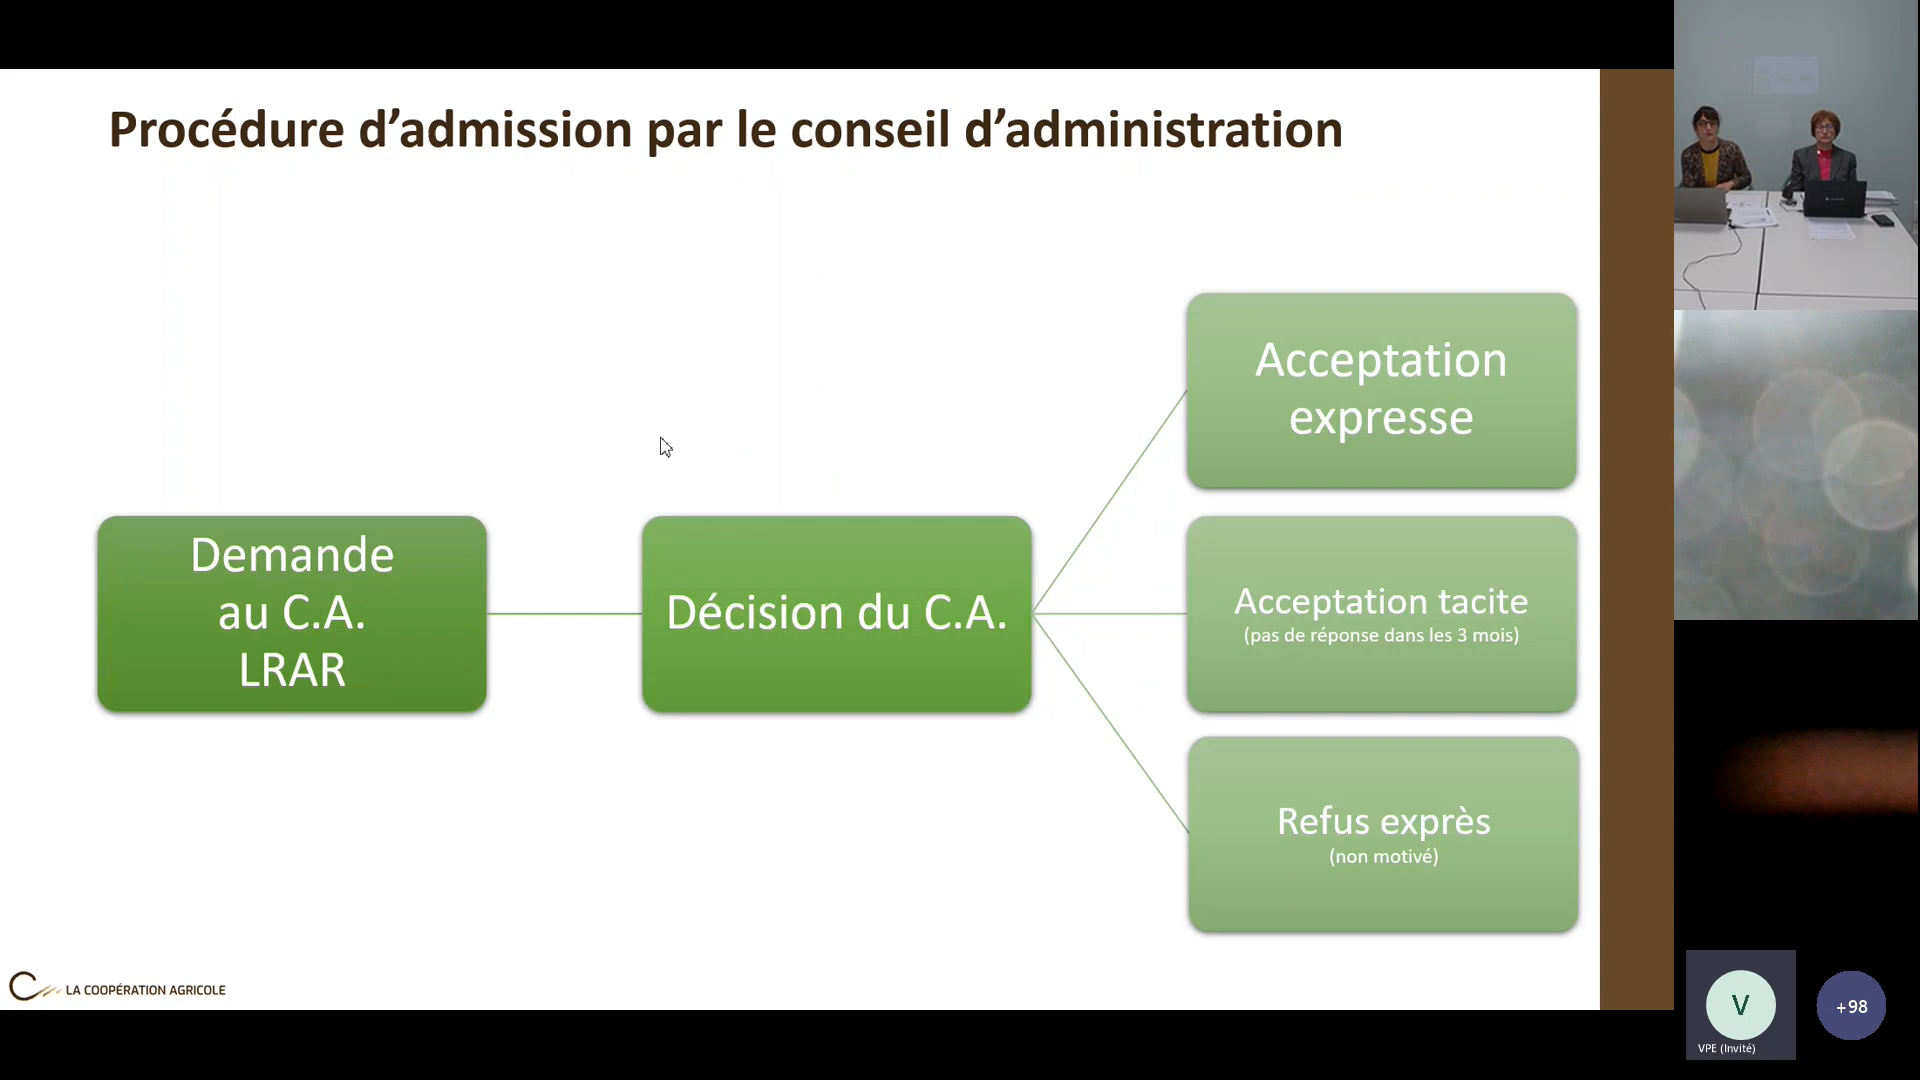 Procédure d’admission par le conseil d’administration
Demande
au C.A.
LRAR
Décision du C.A.
Acceptation
expresse
Acceptation tacite
(pas de réponse dans les 3 mois)
Refus exprès
(non motivé)
LA COOPÉRATION AGRICOLE
V
VPE (Invité)
+98